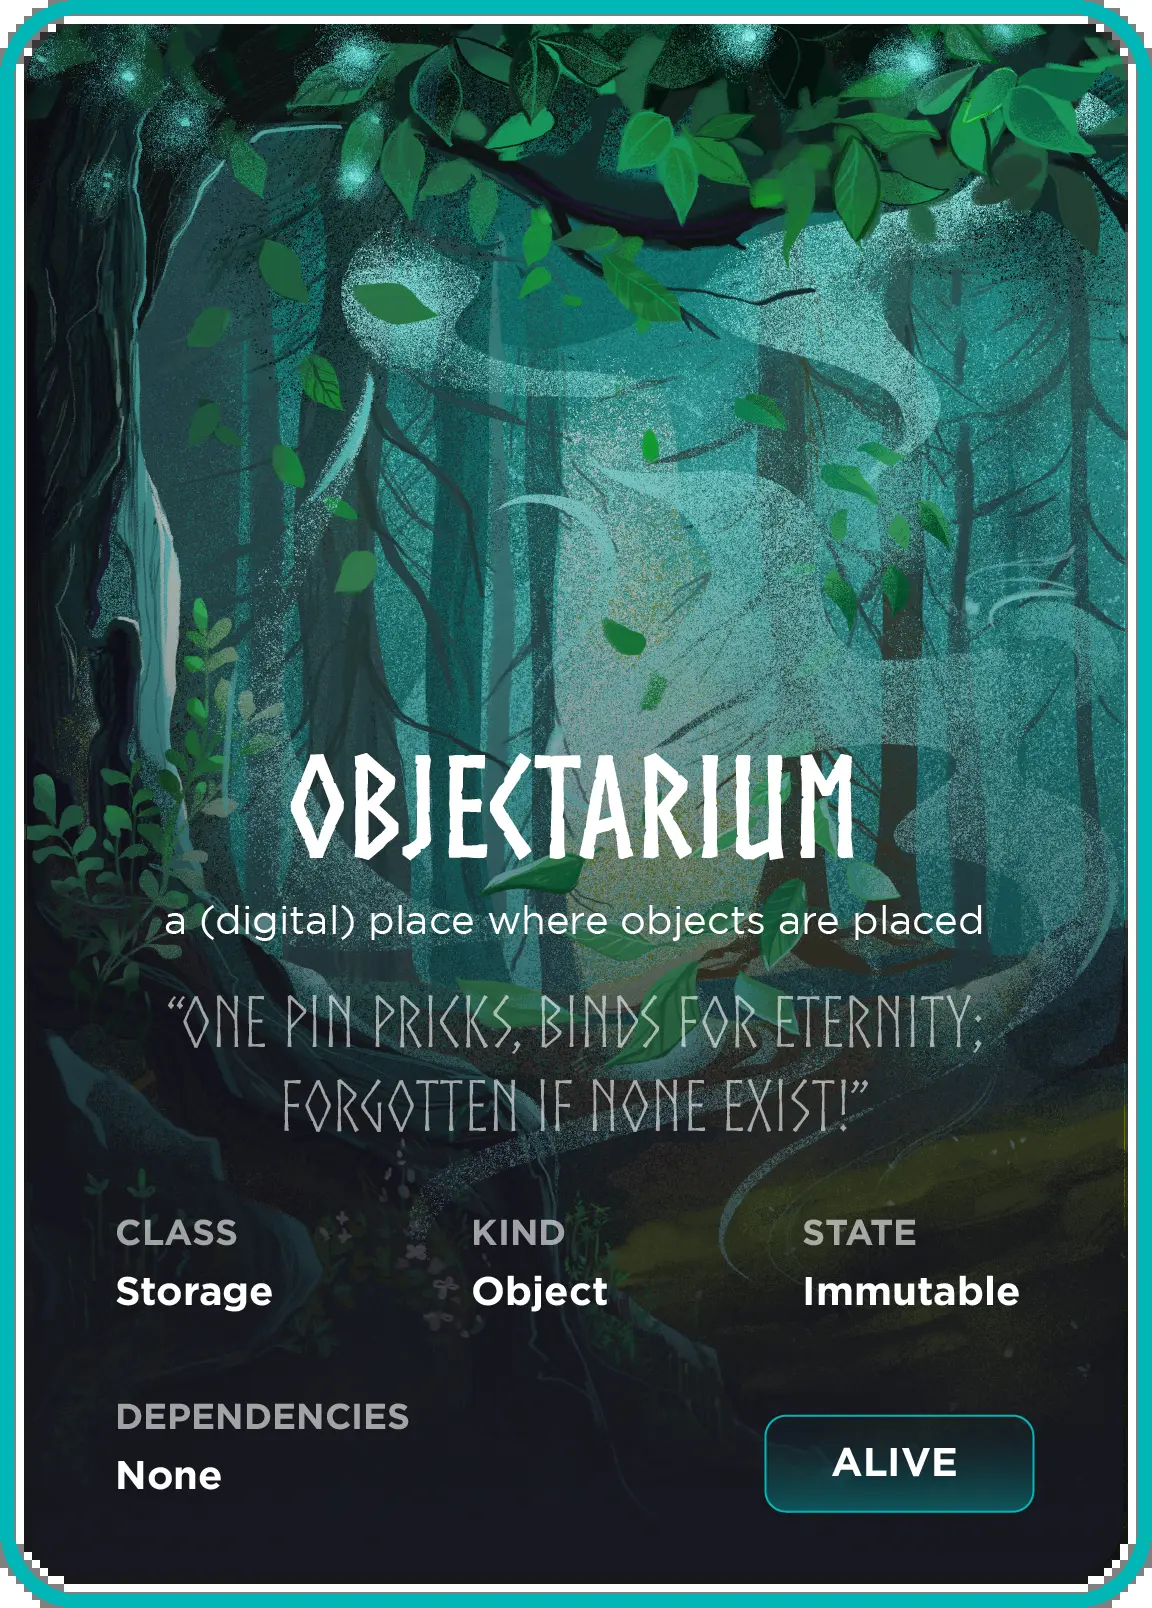 OBJECTARIUM
a (digital) place where objects are placed
“ONE PIN PRICKS, BINDS FOR ETERNITY;
FORGOTTEN IF NONE EXIST!”
CLASS KIND STATE
Storage Object Immutable
DEPENDENCIES
None
ALIVE